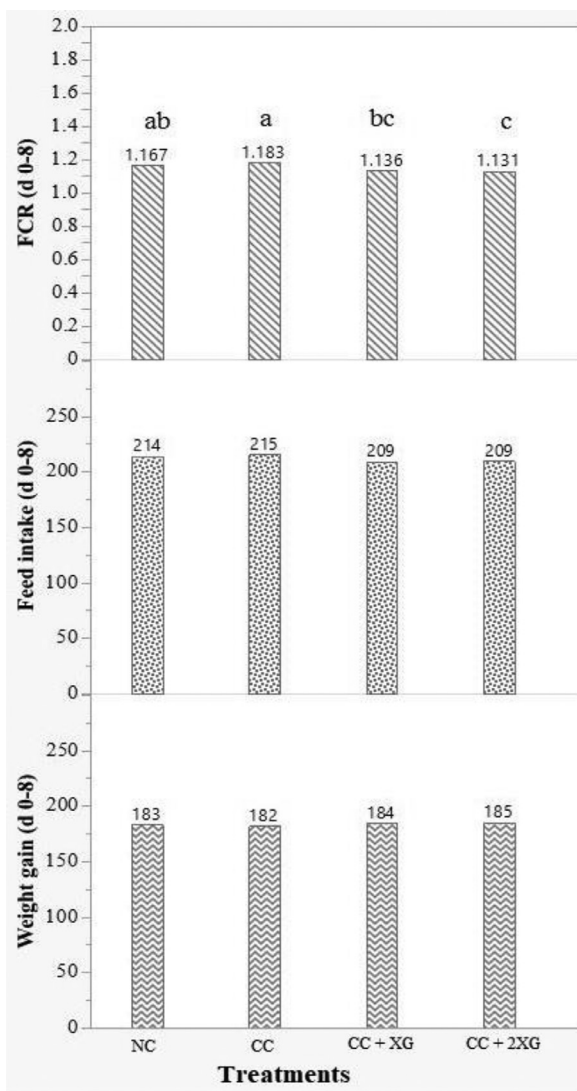 2.0
1.8
1.6
1.4
1.2
1.0
0.8
0.6
0.4
0.2
0
FCR (d 0-8)
ab
a
bc
c
1.167
1.183
1.136
1.131
250
200
150
100
50
0
Feed intake (d 0-8)
214
215
209
209
250
200
150
100
50
0
Weight gain (d 0-8)
183
182
184
185
NC
CC
CC + XG
CC + 2XG
Treatments